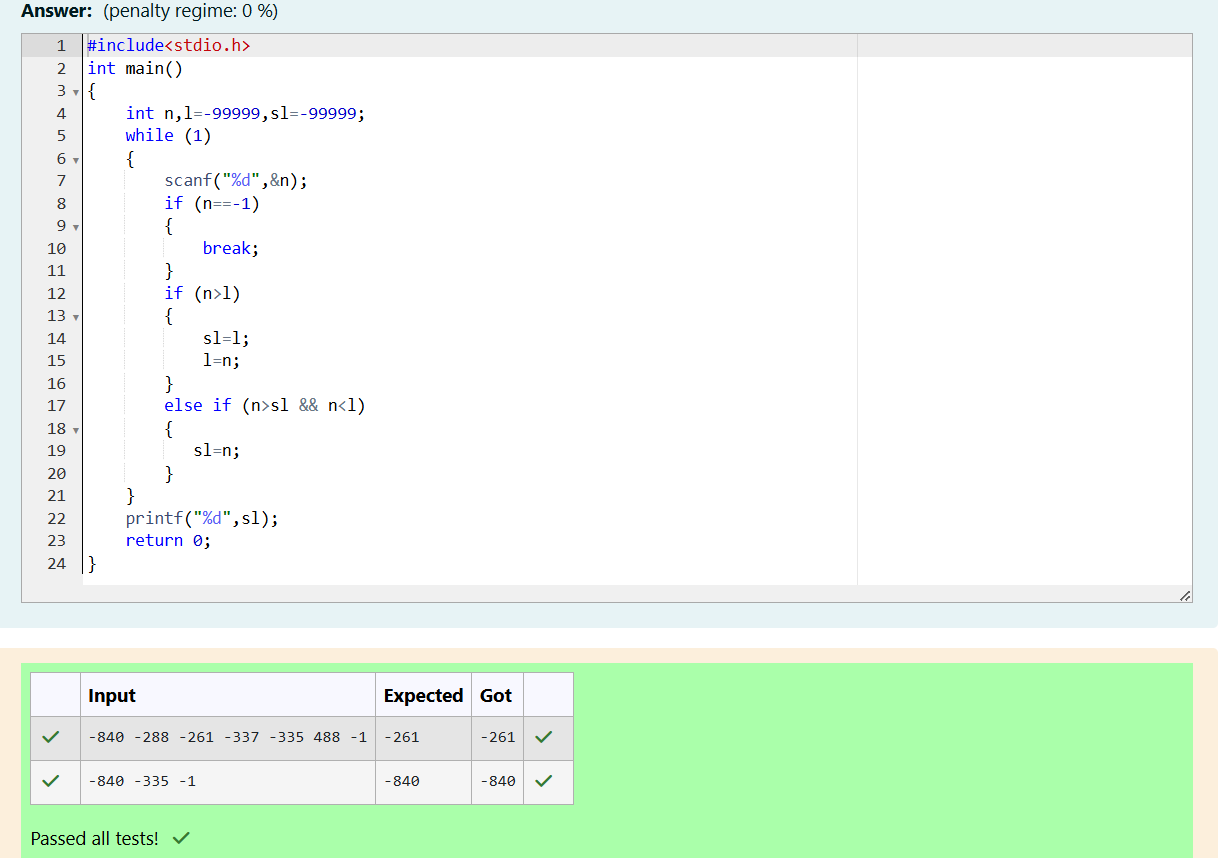 Answer: (penalty regime: 0 %)
1 #include<stdio.h>
2 int main()
3 {
4     int n,l=-99999,sl=-99999;
5     while (1)
6     {
7         scanf("%d",&n);
8         if (n==-1)
9         {
10             break;
11         }
12         if (n>l)
13         {
14             sl=l;
15             l=n;
16         }
17         else if (n>sl && n<l)
18         {
19            sl=n;
20         }
21     }
22     printf("%d",sl);
23     return 0;
24 }
Input Expected Got
-840 -288 -261 -337 -335 488 -1 -261 -261
-840 -335 -1 -840 -840
Passed all tests!